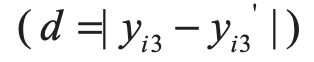 (d =| y_{i3} − y_{i3}^{'} |)